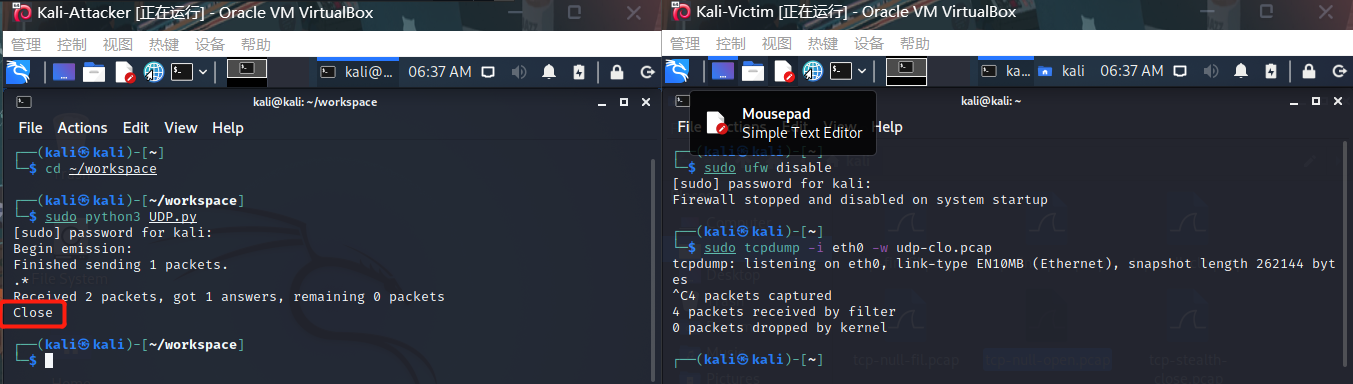 Kali-Attacker [正在运行] - Oracle VM VirtualBox
管理 控制 视图 热键 设备 帮助
kali@... 06:37 AM
kali@kali: ~/workspace
File Actions Edit View Help
┌──(kali㉿kali)-[~]
└─$ cd ~/workspace
┌──(kali㉿kali)-[~/workspace]
└─$ sudo python3 UDP.py
[sudo] password for kali:
Begin emission:
Finished sending 1 packets.
.*
Received 2 packets, got 1 answers, remaining 0 packets
Close
┌──(kali㉿kali)-[~/workspace]
└─$
Kali-Victim [正在运行] - Oracle VM VirtualBox
管理 控制 视图 热键 设备 帮助
ka... kali 06:37 AM
kali@kali: ~
Mousepad
Simple Text Editor
File Actions Edit View Help
┌──(kali㉿kali)-[~]
└─$ sudo ufw disable
[sudo] password for kali:
Firewall stopped and disabled on system startup
┌──(kali㉿kali)-[~]
└─$ sudo tcpdump -i eth0 -w udp-clo.pcap
tcpdump: listening on eth0, link-type EN10MB (Ethernet), snapshot length 262144 byt
es
^C4 packets captured
4 packets received by filter
0 packets dropped by kernel
┌──(kali㉿kali)-[~]